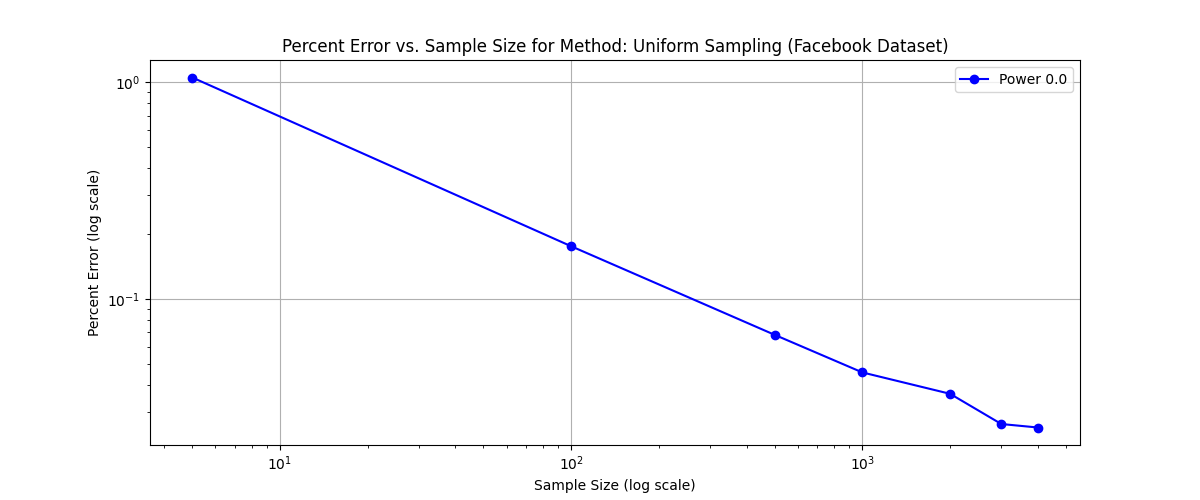 Percent Error vs. Sample Size for Method: Uniform Sampling (Facebook Dataset)
Power 0.0
Percent Error (log scale)
10⁰
10⁻¹
10¹ 10² 10³
Sample Size (log scale)